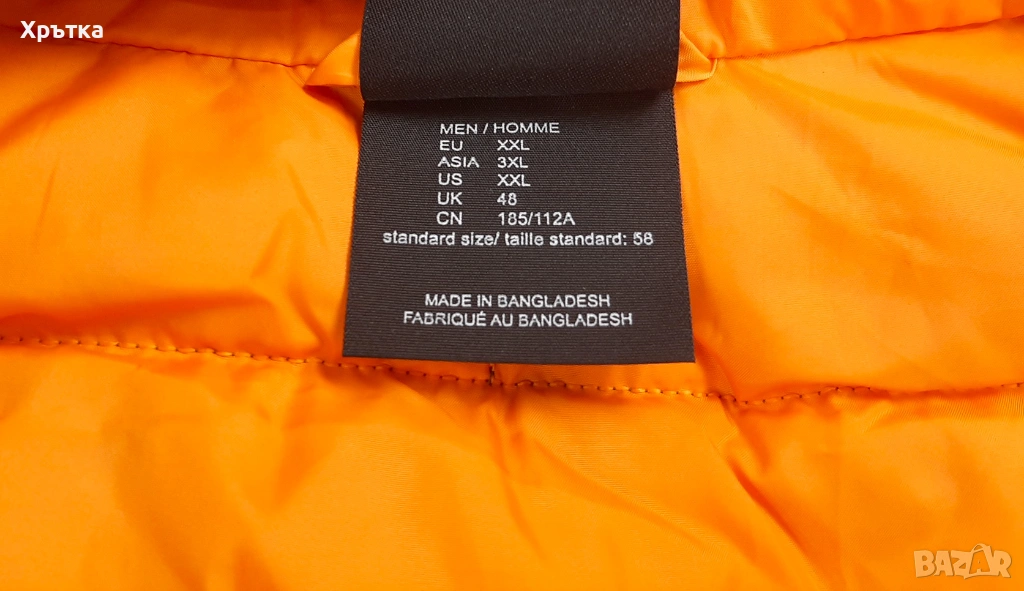 Хрътка
MEN / HOMME
EU XXL
ASIA 3XL
US XXL
UK 48
CN 185/112A
standard size/ taille standard: 58
MADE IN BANGLADESH
FABRIQUÉ AU BANGLADESH
BAZAR